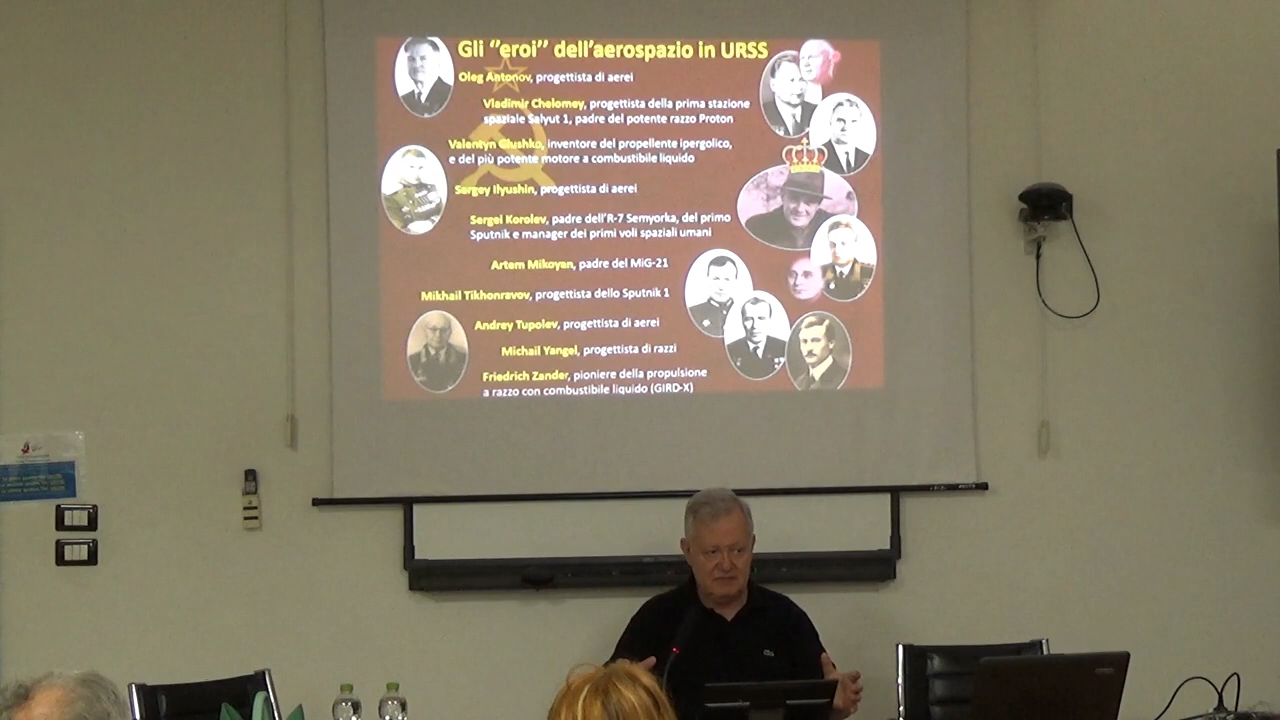 Gli "eroi" dell'aerospazio in URSS
Oleg Antonov, progettista di aerei
Vladimir Chelomey, progettista della prima stazione
spaziale Salyut 1, padre del potente razzo Proton
Valentyn Glushko, inventore del propellente ipergolico,
e del più potente motore a combustibile liquido
Sergey Ilyushin, progettista di aerei
Sergei Korolev, padre dell'R-7 Semyorka, del primo
Sputnik e manager dei primi voli spaziali umani
Artem Mikoyan, padre del MiG-21
Mikhail Tikhonravov, progettista dello Sputnik 1
Andrey Tupolev, progettista di aerei
Michail Yangel, progettista di razzi
Friedrich Zander, pioniere della propulsione
a razzo con combustibile liquido (GIRD-X)